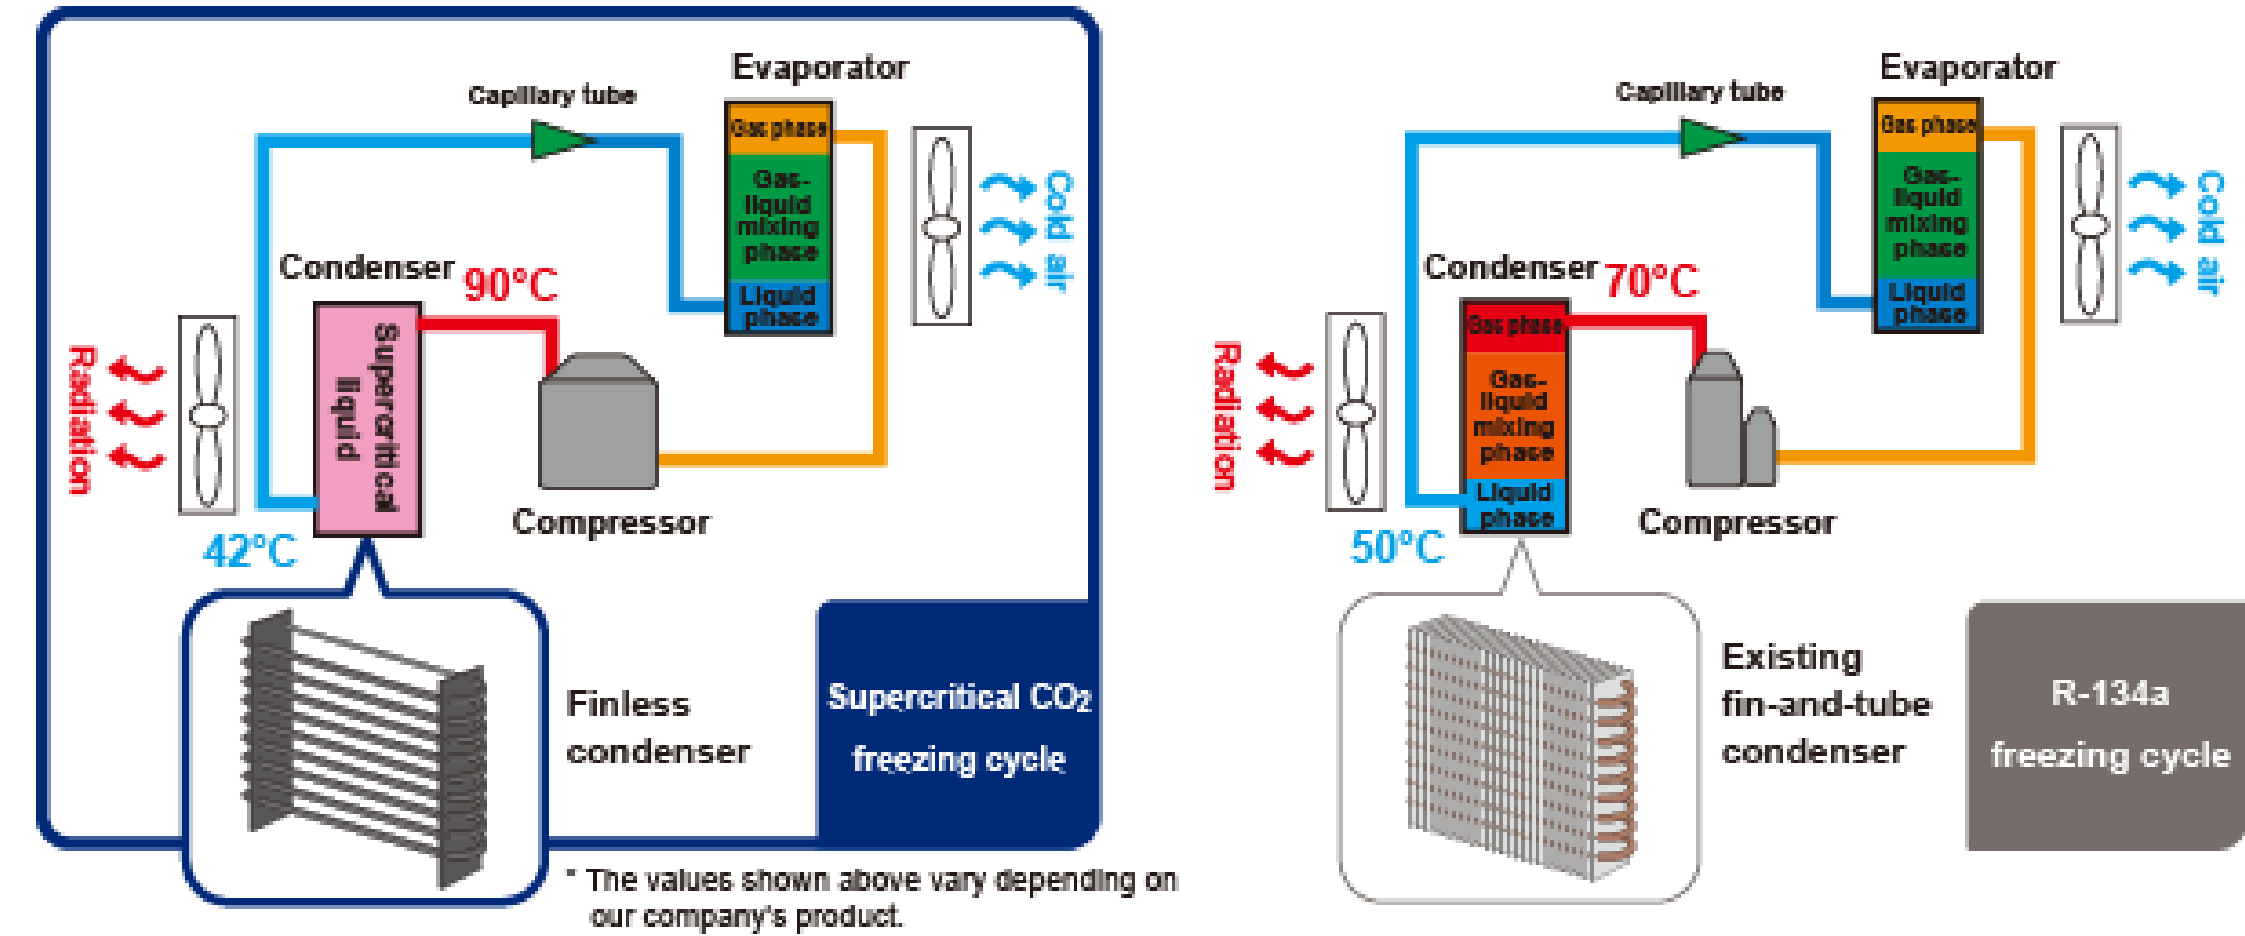 Evaporator
Capillary tube
Gas phase
Gas-
liquid
mixing
phase
Liquid
phase
Cold air
Condenser
90°C
Supercritical
liquid
Radiation
Compressor
42°C
Finless
condenser
Supercritical CO2
freezing cycle
* The values shown above vary depending on
our company's product.
Evaporator
Capillary tube
Gas phase
Gas-
liquid
mixing
phase
Liquid
phase
Cold air
Condenser
70°C
Gas phase
Gas-
liquid
mixing
phase
Liquid
phase
Radiation
Compressor
50°C
Existing
fin-and-tube
condenser
R-134a
freezing cycle